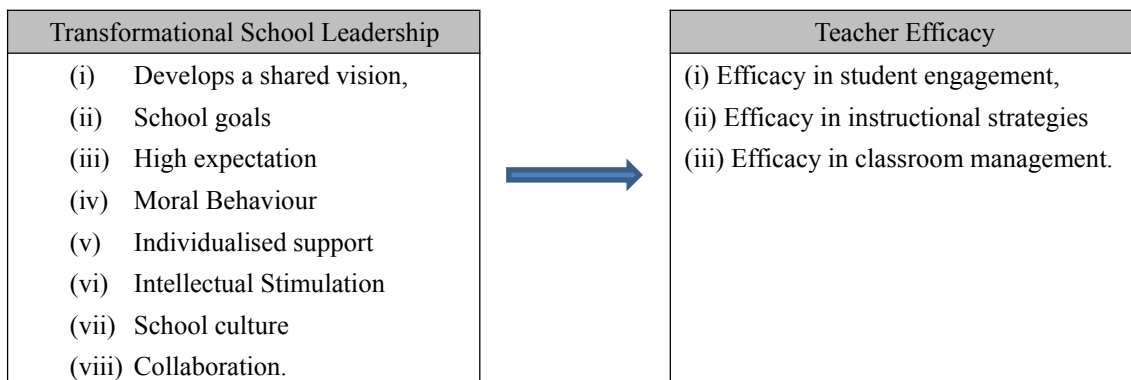 Transformational School Leadership
(i) Develops a shared vision,
(ii) School goals
(iii) High expectation
(iv) Moral Behaviour
(v) Individualised support
(vi) Intellectual Stimulation
(vii) School culture
(viii) Collaboration.
Teacher Efficacy
(i) Efficacy in student engagement,
(ii) Efficacy in instructional strategies
(iii) Efficacy in classroom management.